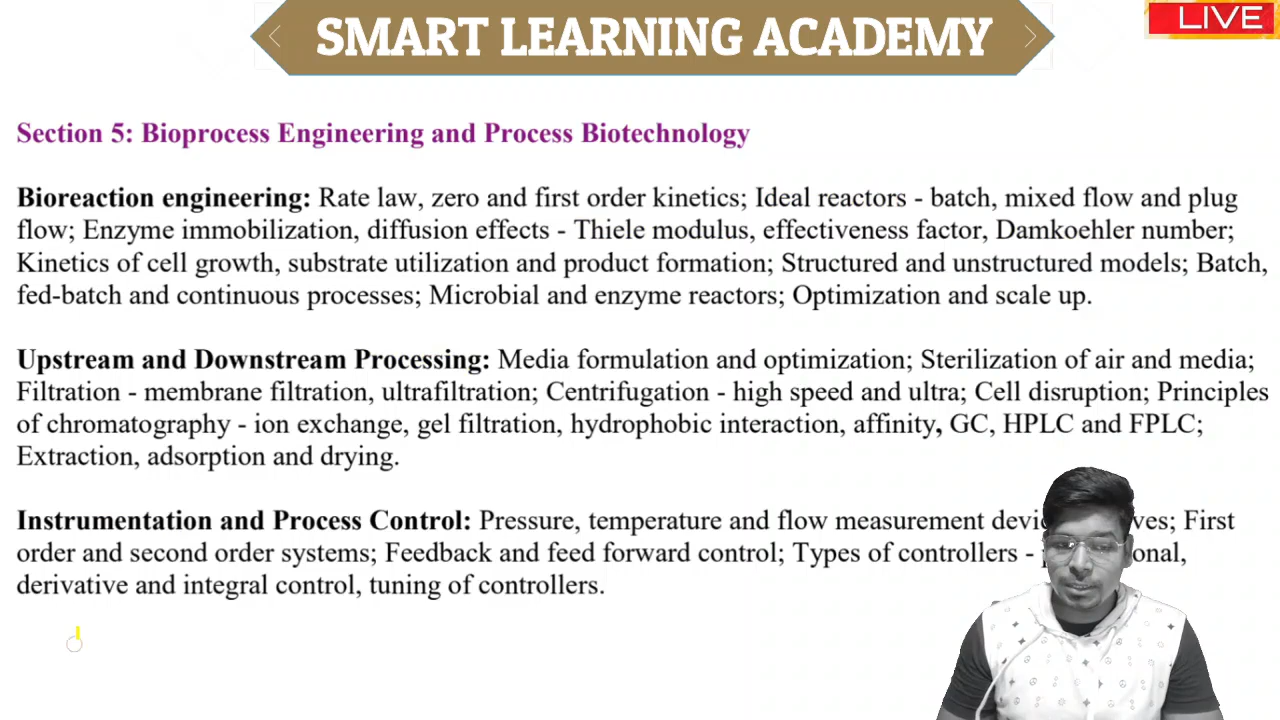 SMART LEARNING ACADEMY
LIVE
Section 5: Bioprocess Engineering and Process Biotechnology
Bioreaction engineering: Rate law, zero and first order kinetics; Ideal reactors - batch, mixed flow and plug
flow; Enzyme immobilization, diffusion effects - Thiele modulus, effectiveness factor, Damkoehler number;
Kinetics of cell growth, substrate utilization and product formation; Structured and unstructured models; Batch,
fed-batch and continuous processes; Microbial and enzyme reactors; Optimization and scale up.
Upstream and Downstream Processing: Media formulation and optimization; Sterilization of air and media;
Filtration - membrane filtration, ultrafiltration; Centrifugation - high speed and ultra; Cell disruption; Principles
of chromatography - ion exchange, gel filtration, hydrophobic interaction, affinity, GC, HPLC and FPLC;
Extraction, adsorption and drying.
Instrumentation and Process Control: Pressure, temperature and flow measurement First
order and second order systems; Feedback and feed forward control; Types of controllers -
derivative and integral control, tuning of controllers.